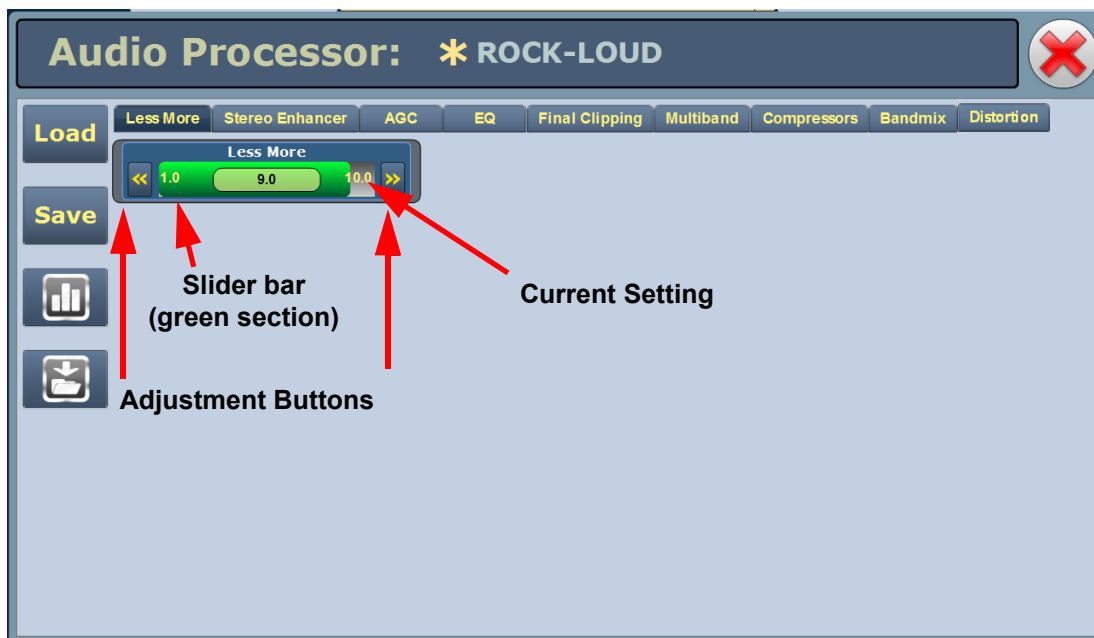 Audio Processor: * ROCK-LOUD
Load
Less More Stereo Enhancer AGC EQ Final Clipping Multiband Compressors Bandmix Distortion
Less More
« 1.0 9.0 10.0 »
Save
Slider bar
(green section)
Current Setting
Adjustment Buttons